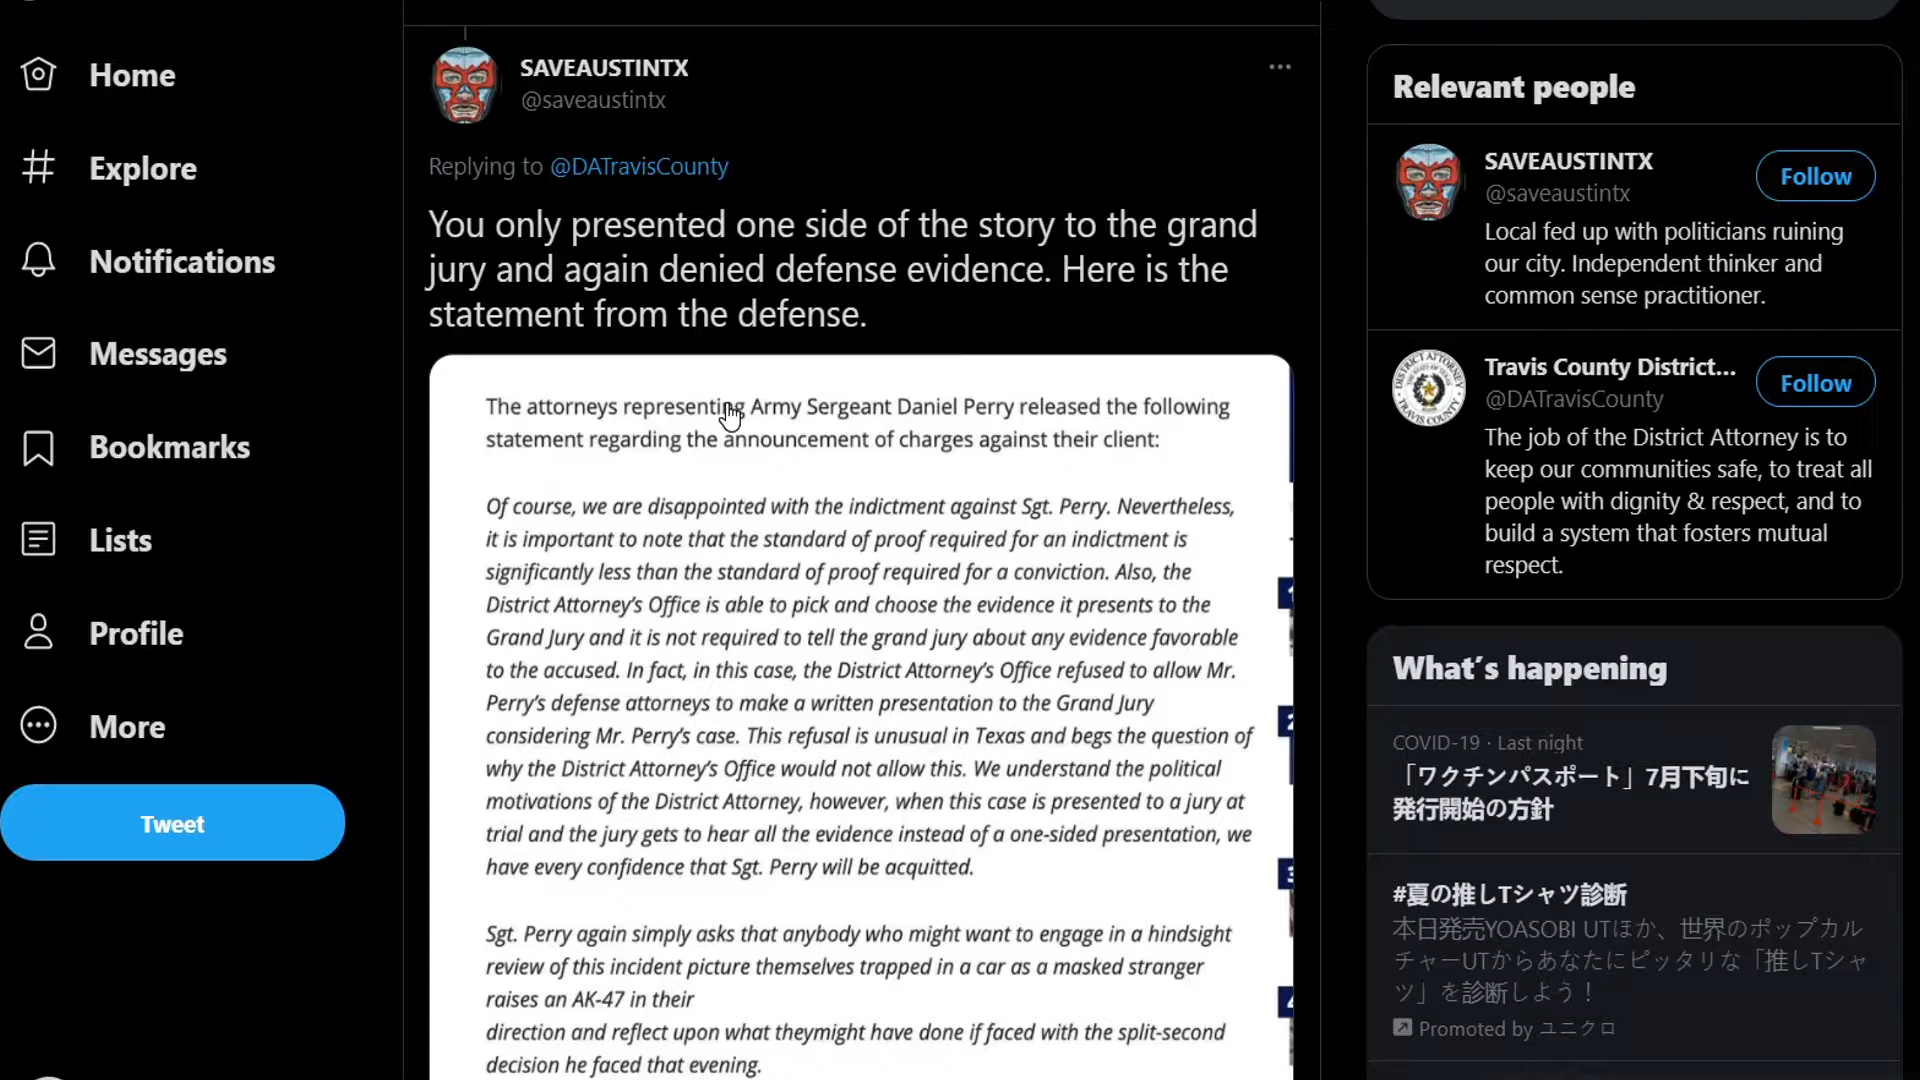 Home
Explore
Notifications
Messages
Bookmarks
Lists
Profile
More
Tweet
SAVEAUSTINTX
@saveaustintx
Replying to @DATravisCounty
You only presented one side of the story to the grand
jury and again denied defense evidence. Here is the
statement from the defense.
The attorneys representing Army Sergeant Daniel Perry released the following
statement regarding the announcement of charges against their client:
Of course, we are disappointed with the indictment against Sgt. Perry. Nevertheless,
it is important to note that the standard of proof required for an indictment is
significantly less than the standard of proof required for a conviction. Also, the
District Attorney's Office is able to pick and choose the evidence it presents to the
Grand Jury and it is not required to tell the grand jury about any evidence favorable
to the accused. In fact, in this case, the District Attorney's Office refused to allow Mr.
Perry's defense attorneys to make a written presentation to the Grand Jury
considering Mr. Perry's case. This refusal is unusual in Texas and begs the question of
why the District Attorney's Office would not allow this. We understand the political
motivations of the District Attorney, however, when this case is presented to a jury at
trial and the jury gets to hear all the evidence instead of a one-sided presentation, we
have every confidence that Sgt. Perry will be acquitted.
Sgt. Perry again simply asks that anybody who might want to engage in a hindsight
review of this incident picture themselves trapped in a car as a masked stranger
raises an AK-47 in their
direction and reflect upon what theymight have done if faced with the split-second
decision he faced that evening.
Relevant people
SAVEAUSTINTX
@saveaustintx
Follow
Local fed up with politicians ruining
our city. Independent thinker and
common sense practitioner.
Travis County District...
@DATravisCounty
Follow
The job of the District Attorney is to
keep our communities safe, to treat all
people with dignity & respect, and to
build a system that fosters mutual
respect.
What's happening
COVID-19 · Last night
「ワクチンパスポート」7月下旬に
発行開始の方針
#夏の推しTシャツ診断
本日発売YOASOBI UTほか、世界のポップカル
チャーUTからあなたにピッタリな「推しTシャ
ツ」を診断しよう！
Promoted by ユニクロ